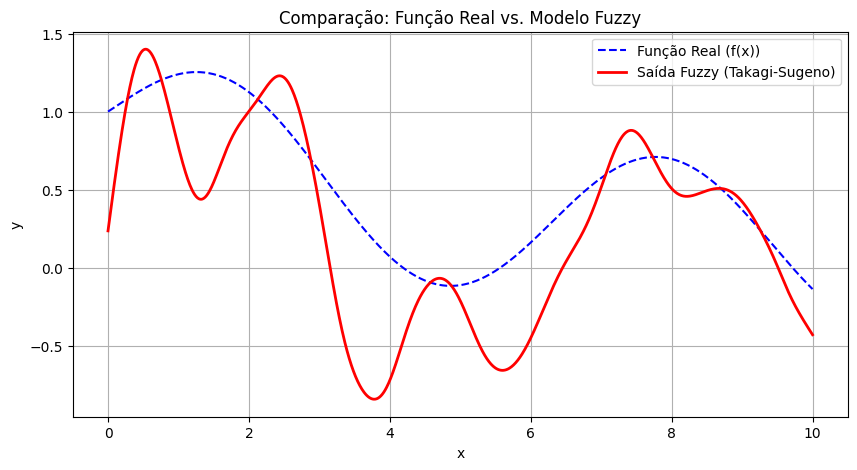 Comparação: Função Real vs. Modelo Fuzzy
Função Real (f(x))
Saída Fuzzy (Takagi-Sugeno)
y
1.5
1.0
0.5
0.0
−0.5
0 2 4 6 8 10
x